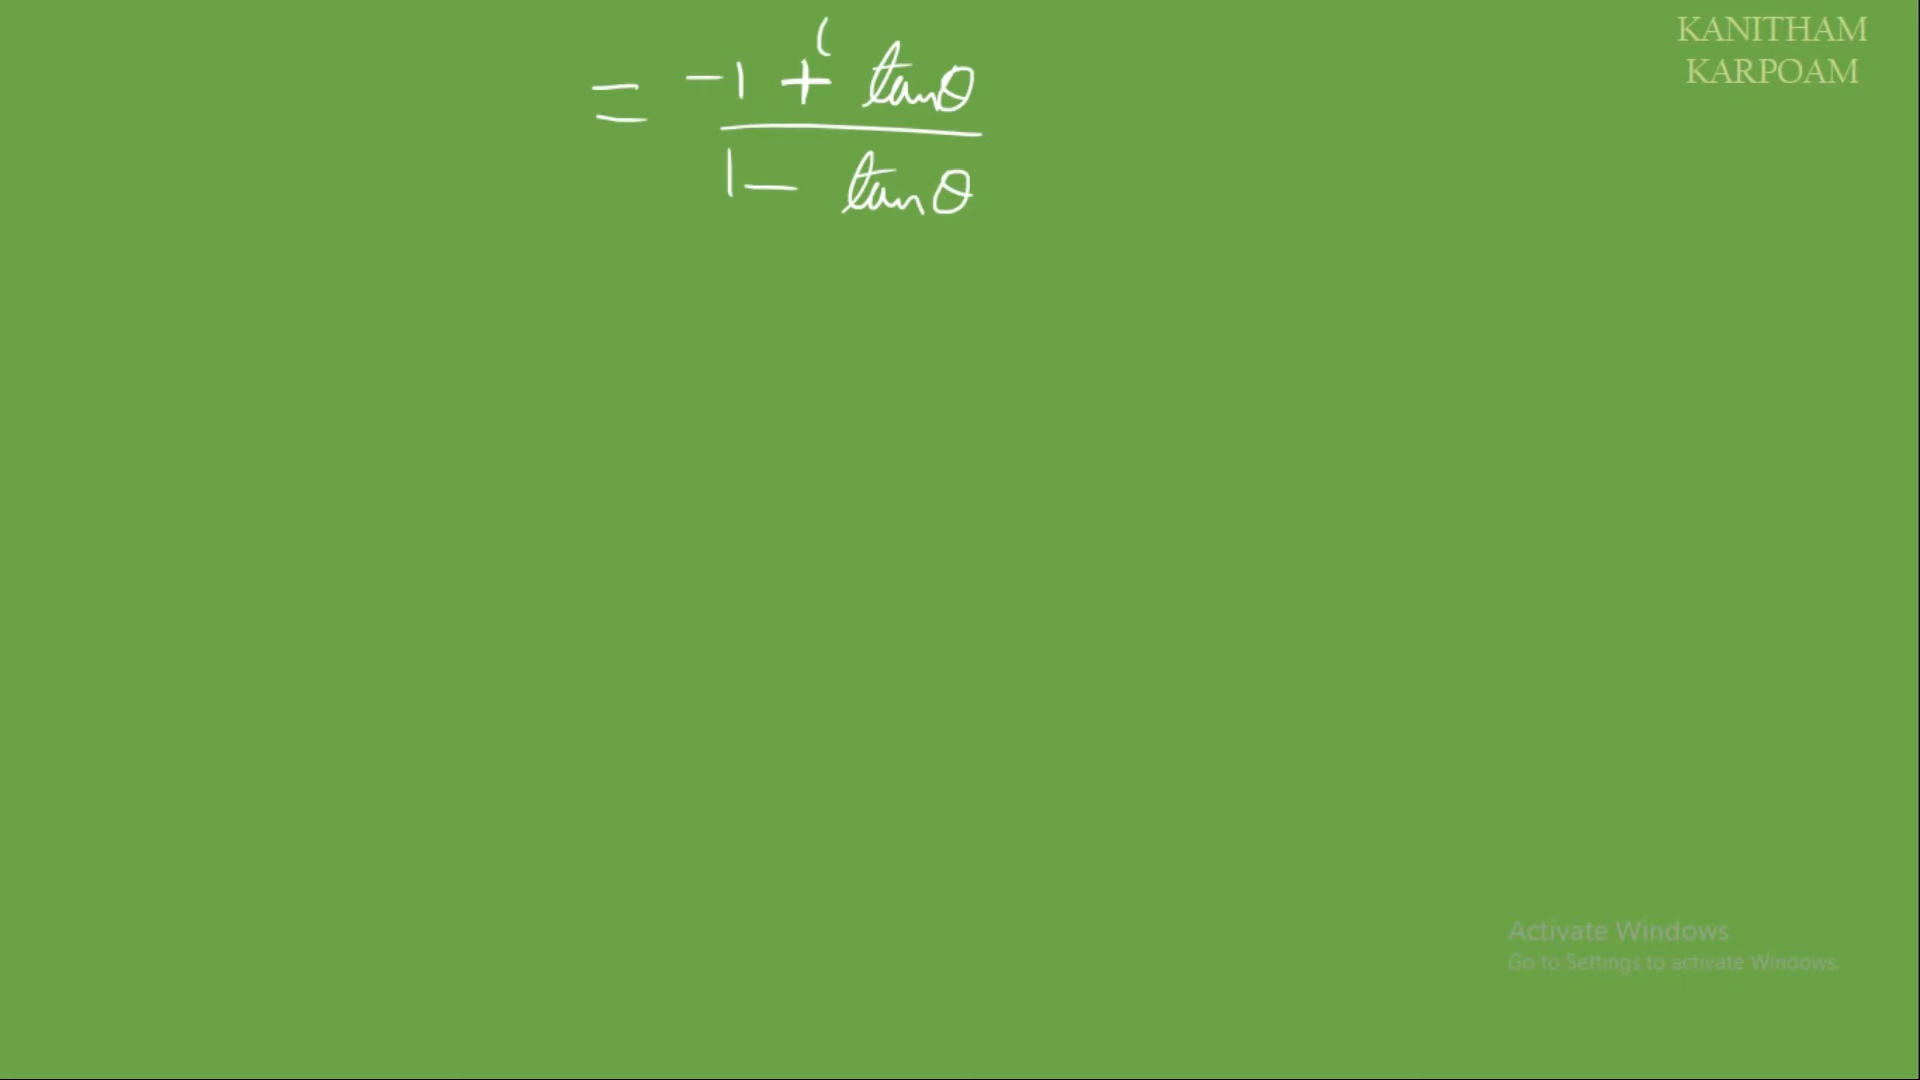 = -1 + tanθ
1 - tanθ
KANITHAM
KARPOAM
Activate Windows
Go to Settings to activate Windows.